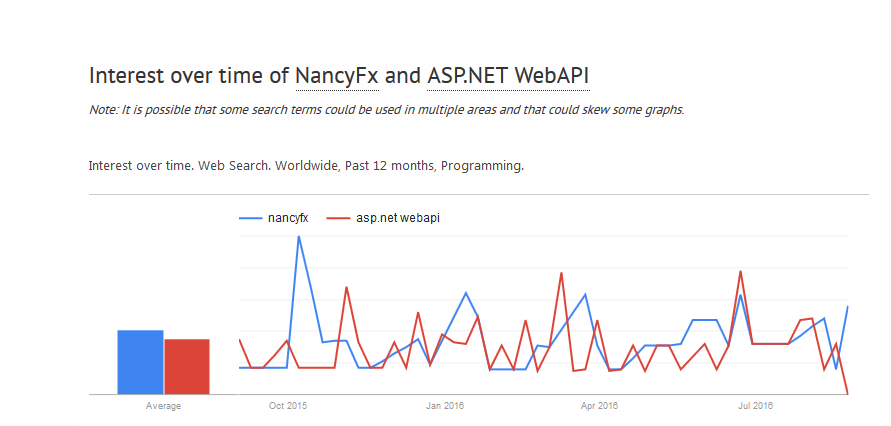 Interest over time of NancyFx and ASP.NET WebAPI
Note: It is possible that some search terms could be used in multiple areas and that could skew some graphs.
Interest over time. Web Search. Worldwide, Past 12 months, Programming.
nancyfx asp.net webapi
Average Oct 2015 Jan 2016 Apr 2016 Jul 2016